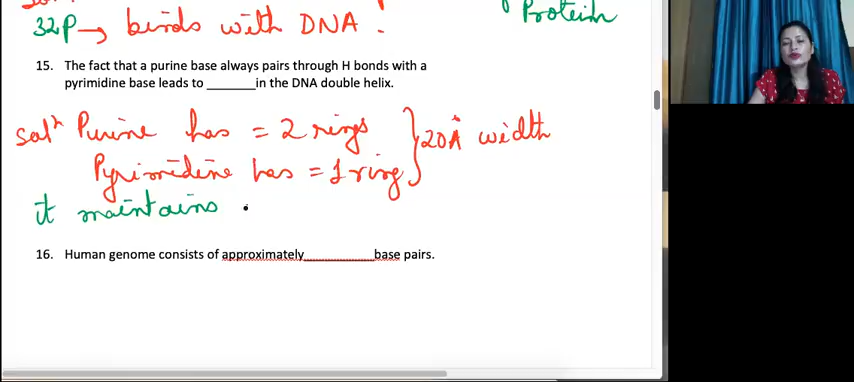 32P → binds with DNA !
Protein
15. The fact that a purine base always pairs through H bonds with a
pyrimidine base leads to _______in the DNA double helix.
solⁿ Purine has = 2 rings } 20Å width
Pyrimidine has = 1 ring
it maintains
16. Human genome consists of approximately____________base pairs.